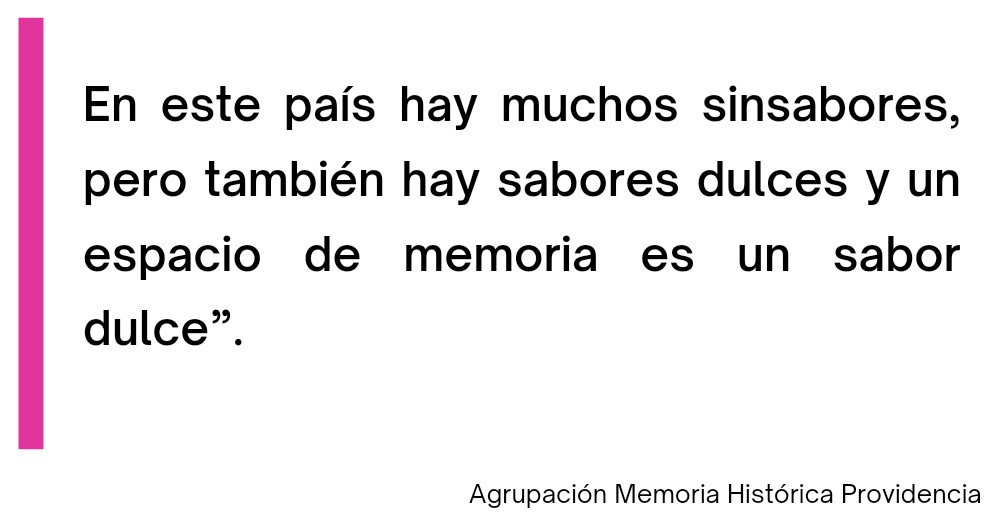 En este país hay muchos sinsabores,
pero también hay sabores dulces y un
espacio de memoria es un sabor
dulce”.
Agrupación Memoria Histórica Providencia